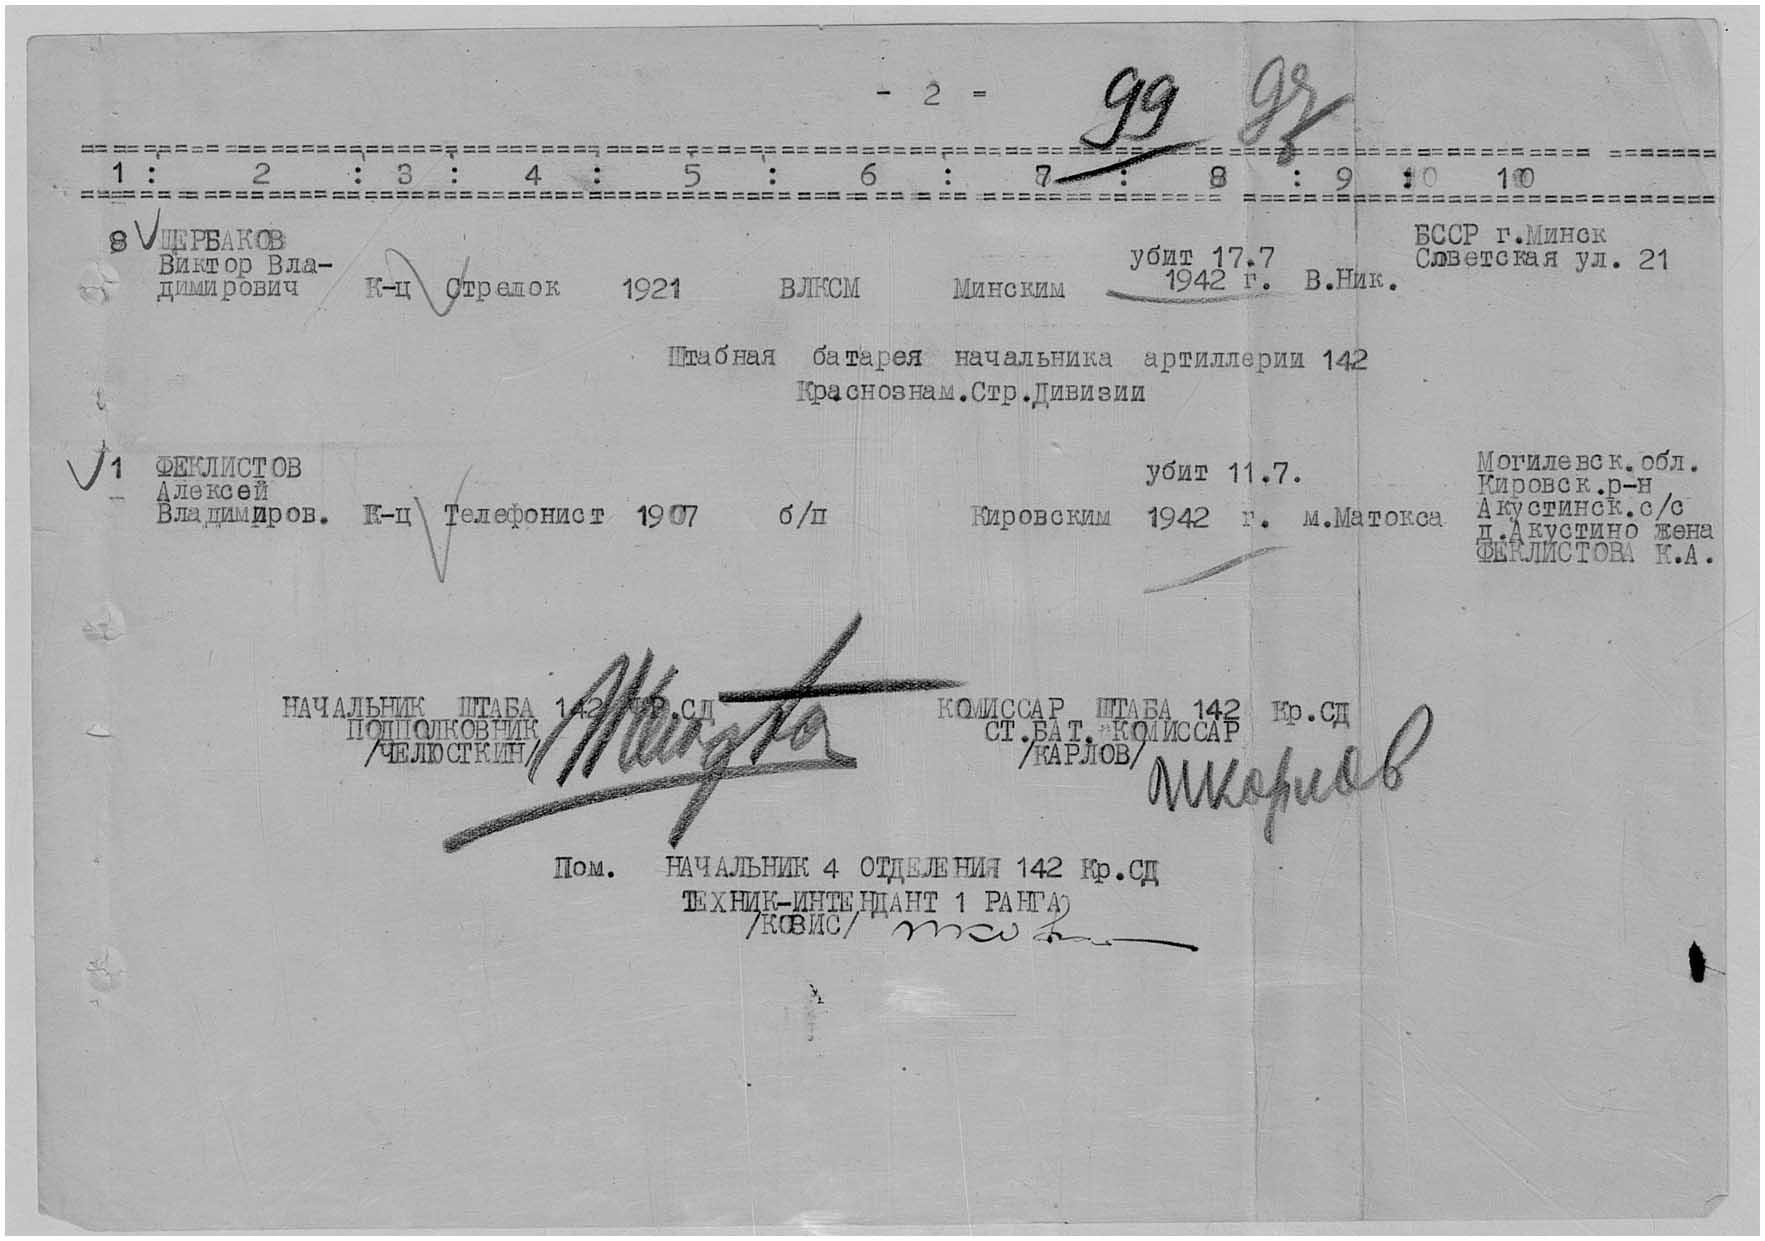 - 2 =
99
1 : 2 : 3 : 4 : 5 : 6 : 7 : 8 : 9 : 10
8 ЩЕРБАКОВ
Виктор Вла-
димирович К-ц Стрелок 1921 ВЛКСМ Минским убит 17.7
1942 г. В.Ник.
БССР г.Минск
Советская ул. 21
Штабная батарея начальника артиллерии 142
Краснознам.Стр.Дивизии
1 ФЕКЛИСТОВ
Алексей
Владимиров. К-ц Телефонист 1907 б/п Кировским убит 11.7.
1942 г. м.Матокса
Могилевск.обл.
Кировск.р-н
Акустинск.с/с
д.Акустино жена
ФЕКЛИСТОВА К.А.
НАЧАЛЬНИК ШТАБА 142 КР.СД
ПОДПОЛКОВНИК
/ЧЕЛЮСТКИН/
КОМИССАР ШТАБА 142 Кр.СД
СТ.БАТ. КОМИССАР
/КАРЛОВ/
Пом. НАЧАЛЬНИК 4 ОТДЕЛЕНИЯ 142 Кр.СД
ТЕХНИК-ИНТЕНДАНТ 1 РАНГА
/КОВИС/